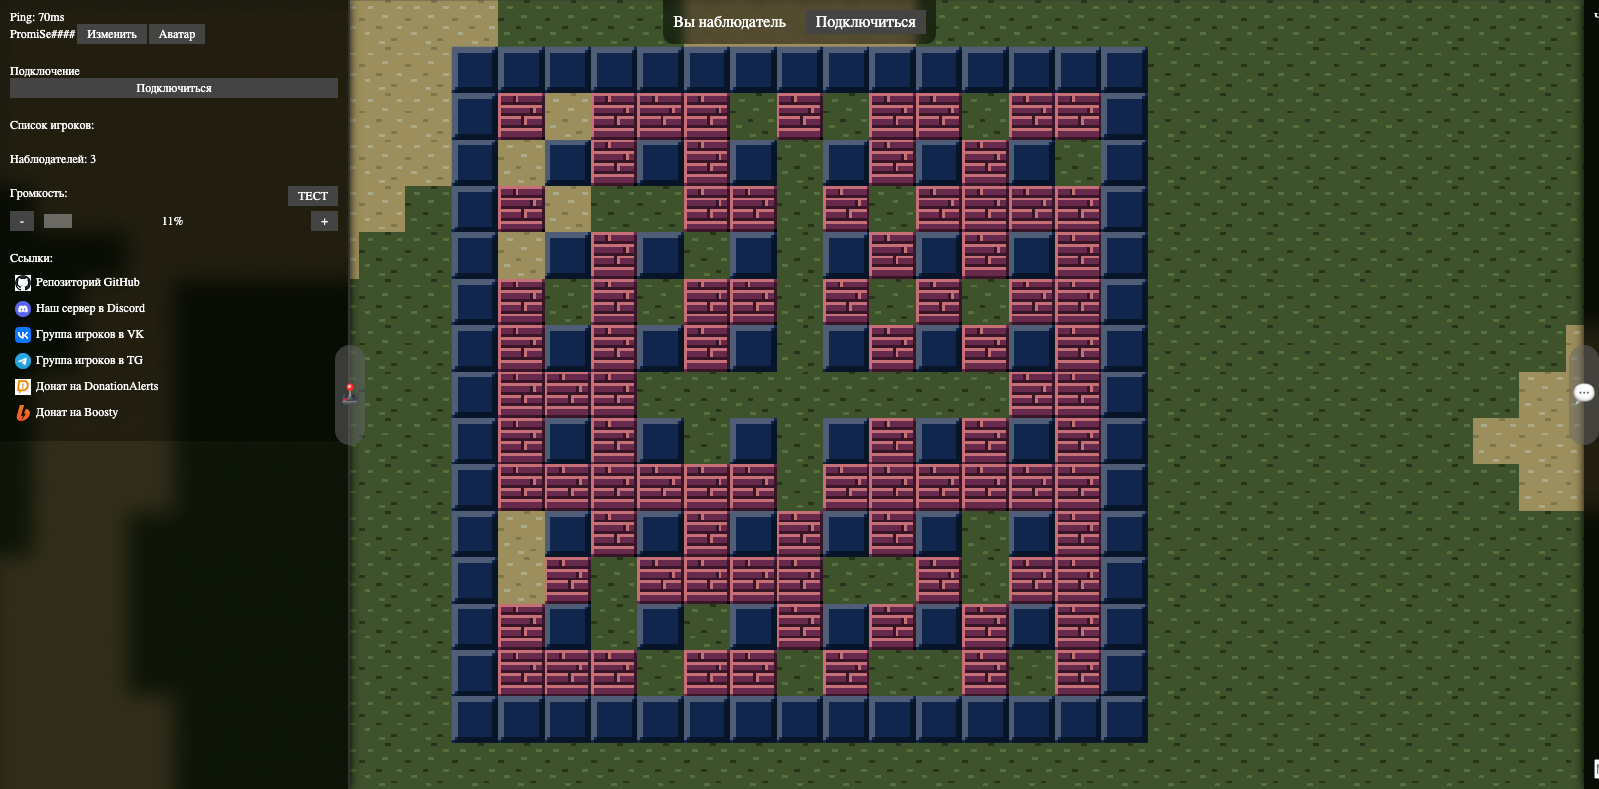 Ping: 70ms
PromiSe#### Изменить Аватар
Подключение
Подключиться
Список игроков:
Наблюдателей: 3
Громкость: ТЕСТ
- 11% +
Ссылки:
Репозиторий GitHub
Наш сервер в Discord
Группа игроков в VK
Группа игроков в TG
Донат на DonationAlerts
Донат на Boosty
Вы наблюдатель Подключиться